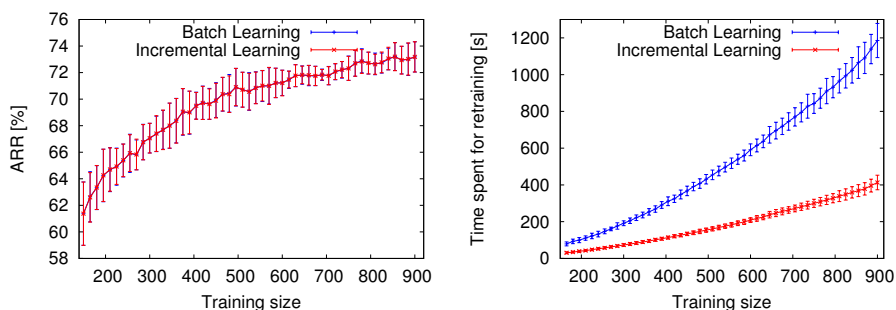 Batch Learning
Incremental Learning
ARR [%]
76
74
72
70
68
66
64
62
60
58
200 300 400 500 600 700 800 900
Training size
Batch Learning
Incremental Learning
Time spent for retraining [s]
1200
1000
800
600
400
200
0
200 300 400 500 600 700 800 900
Training size